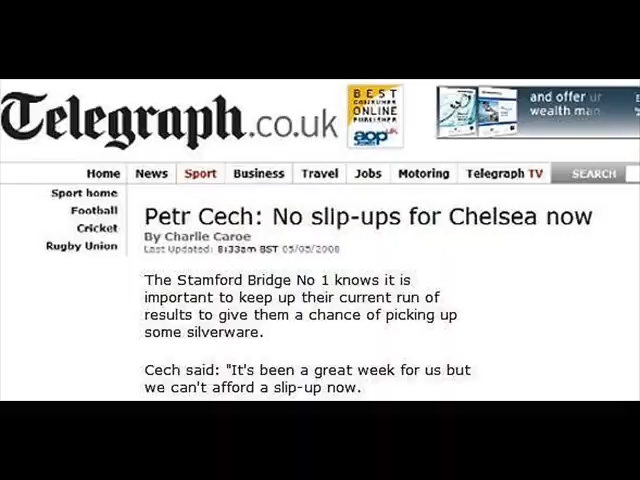 Telegraph.co.uk
BEST
CONSUMER
ONLINE
PUBLISHER
aop uk
and offer ur
wealth man
Home News Sport Business Travel Jobs Motoring Telegraph TV SEARCH
Sport home
Football
Cricket
Rugby Union
Petr Cech: No slip-ups for Chelsea now
By Charlie Caroe
Last Updated: 8:33am BST 05/05/2008
The Stamford Bridge No 1 knows it is
important to keep up their current run of
results to give them a chance of picking up
some silverware.
Cech said: "It's been a great week for us but
we can't afford a slip-up now.